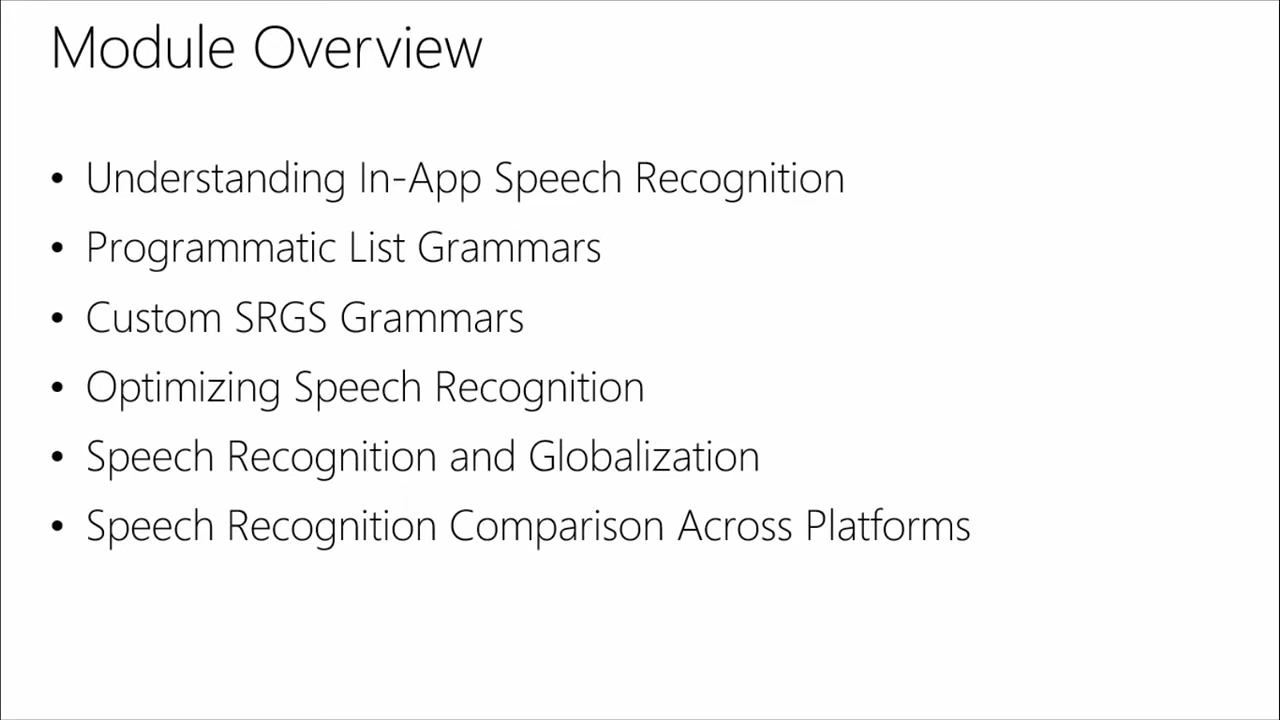 Module Overview
• Understanding In-App Speech Recognition
• Programmatic List Grammars
• Custom SRGS Grammars
• Optimizing Speech Recognition
• Speech Recognition and Globalization
• Speech Recognition Comparison Across Platforms